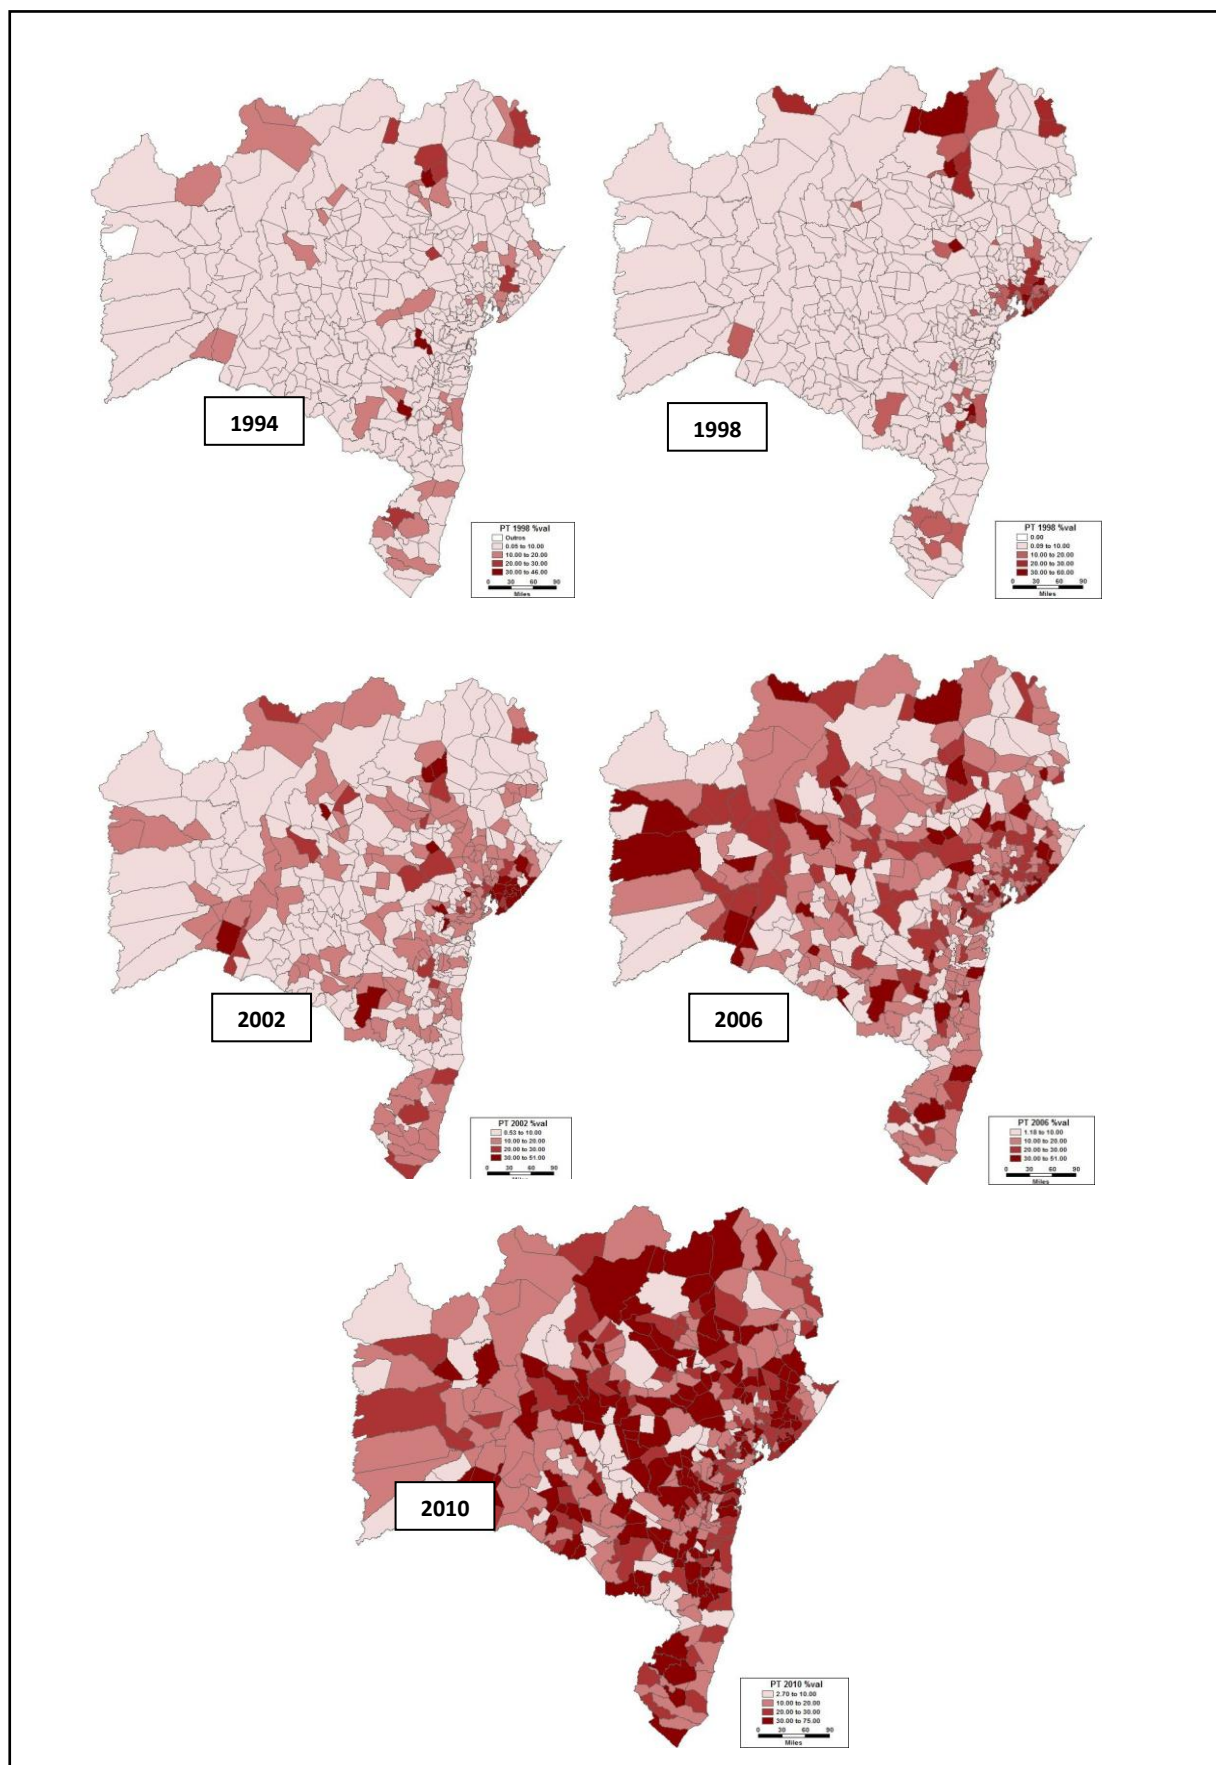 1994
1998
PT 1998 %val
Outros
0.05 to 10.00
10.00 to 20.00
20.00 to 30.00
30.00 to 46.00
0 30 60 90
Miles
PT 1998 %val
0.00
0.09 to 10.00
10.00 to 20.00
20.00 to 30.00
30.00 to 60.00
0 30 60 90
Miles
2002
2006
PT 2002 %val
0.53 to 10.00
10.00 to 20.00
20.00 to 30.00
30.00 to 51.00
0 30 60 90
Miles
PT 2006 %val
1.18 to 10.00
10.00 to 20.00
20.00 to 30.00
30.00 to 51.00
0 30 60 90
Miles
2010
PT 2010 %val
2.70 to 10.00
10.00 to 20.00
20.00 to 30.00
30.00 to 75.00
0 30 60 90
Miles